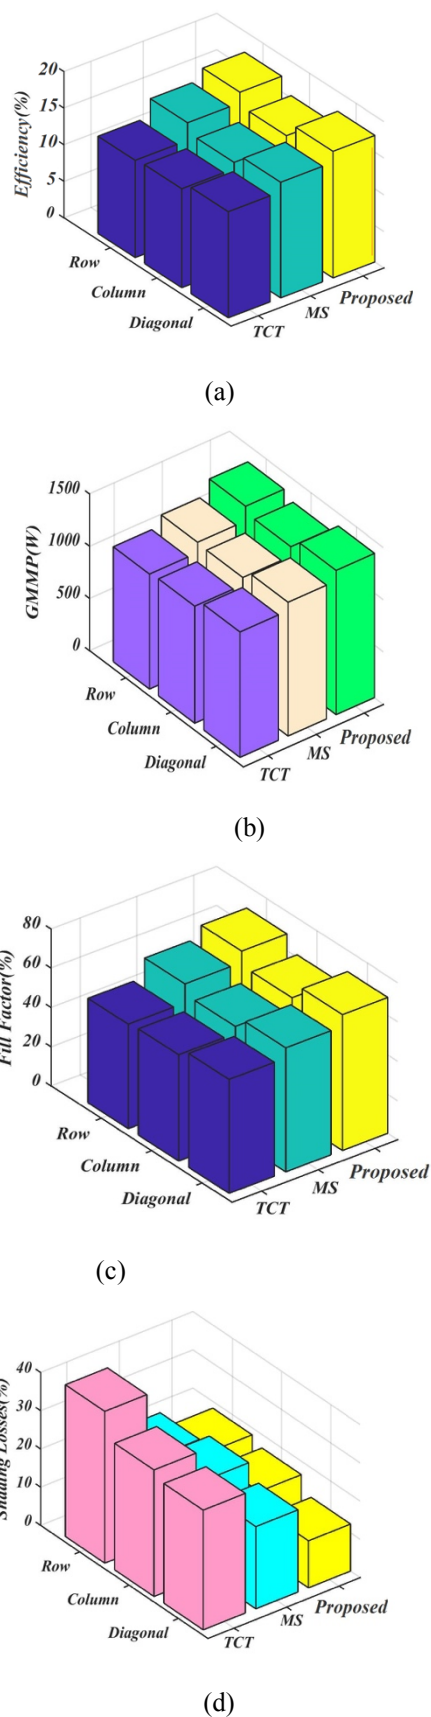 20
15
10
5
0
Efficiency(%)
Row
Column
Diagonal
TCT
MS
Proposed
(a)
1500
1000
500
0
GMMP(W)
Row
Column
Diagonal
TCT
MS
Proposed
(b)
80
60
40
20
0
Fill Factor(%)
Row
Column
Diagonal
TCT
MS
Proposed
(c)
40
30
20
10
0
Shading Losses(%)
Row
Column
Diagonal
TCT
MS
Proposed
(d)